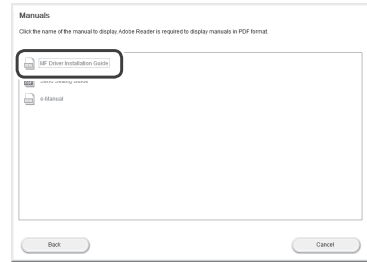 Manuals
Click the name of the manual to display. Adobe Reader is required to display manuals in PDF format.
MF Driver Installation Guide
e-Manual
Back
Cancel